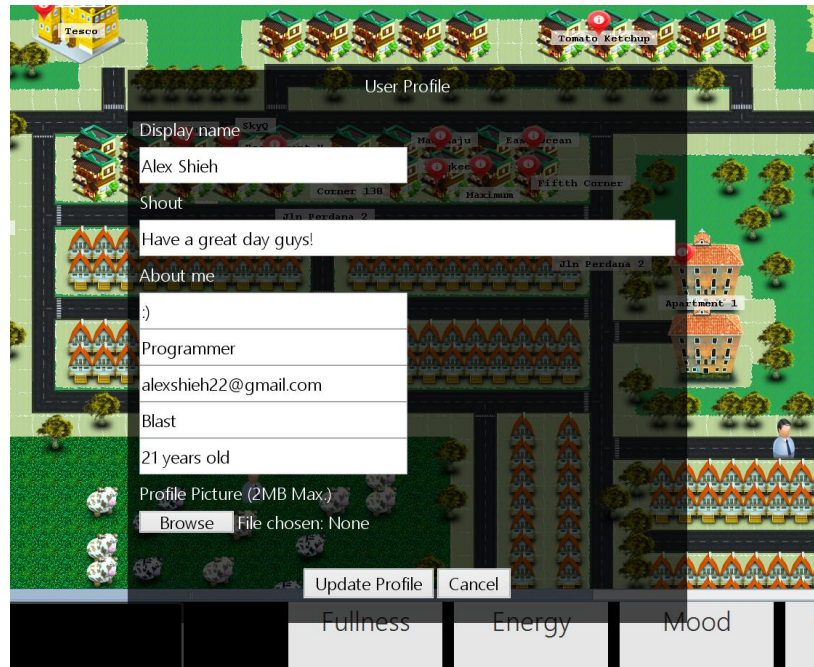 Tesco
Tomato Ketchup
User Profile
SkyQ
Display name
East Ocean
Alex Shieh
Fiftth Corner
Corner 138
Maximum
Shout
Jln Perdana 2
Have a great day guys!
Jln Perdana 2
About me
Apartment 1
:)
Programmer
alexshieh22@gmail.com
Blast
21 years old
Profile Picture (2MB Max.)
Browse File chosen: None
Update Profile Cancel
Fullness Energy Mood